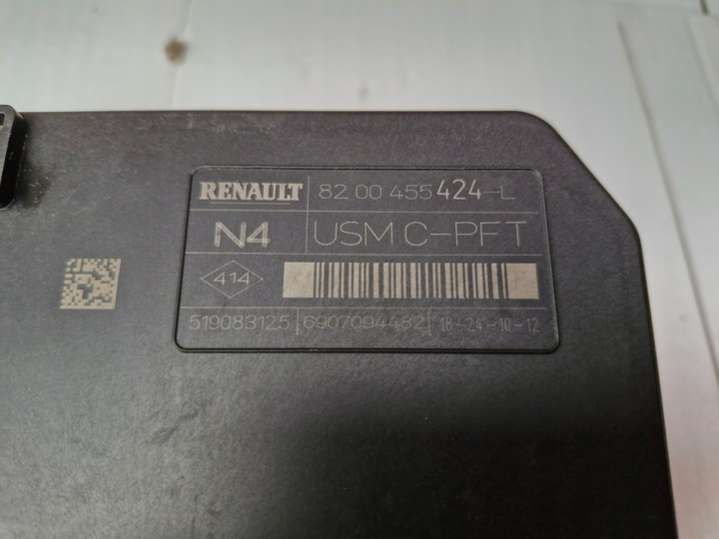 RENAULT 82 00 455 424-L
N4 USM C-PFT
414
519083125 6907094482 18-24-10-12